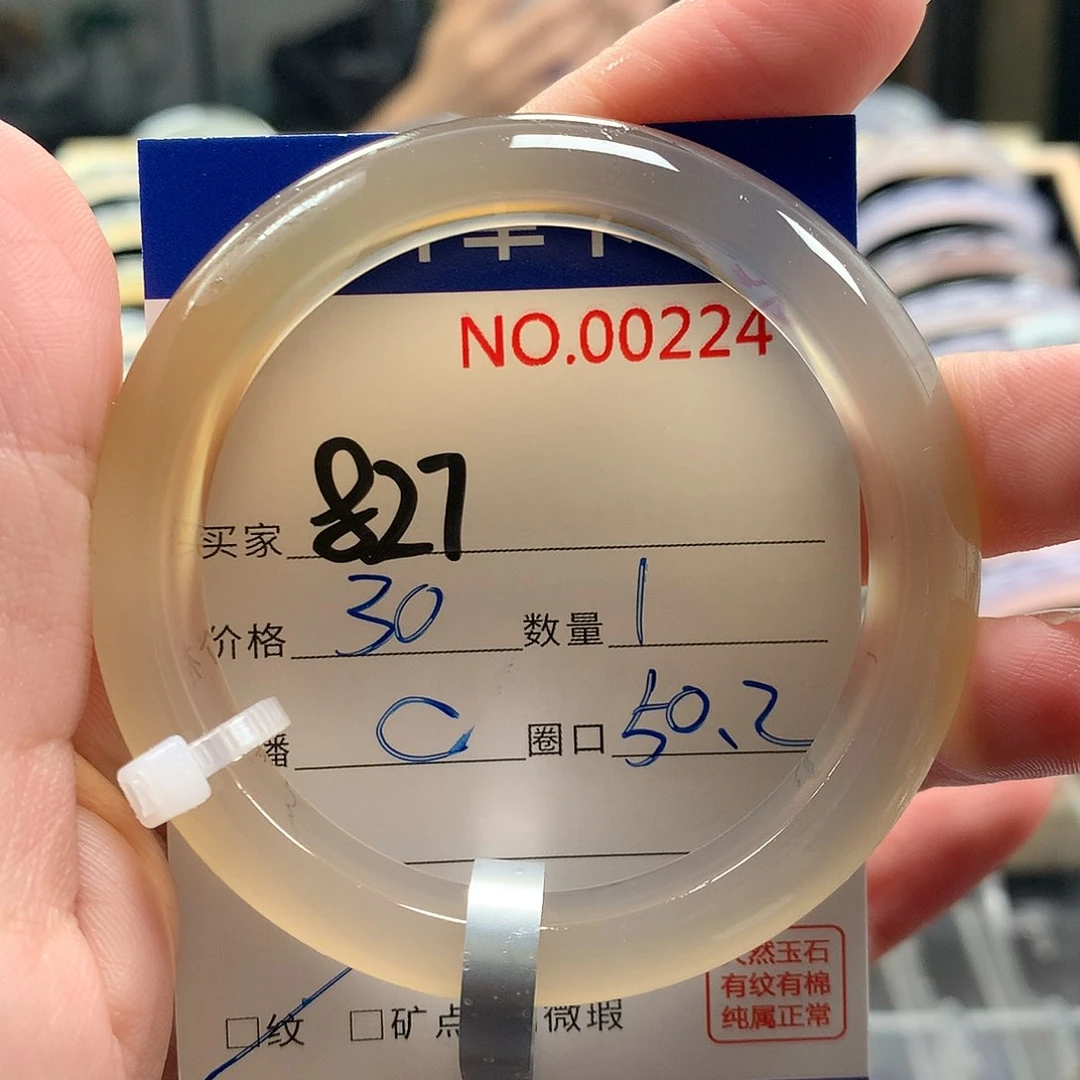 NO.00224
买家 827
价格 30 数量 1
播 C 圈口 50.2
□纹 □矿点 微瑕
天然玉石
有纹有棉
纯属正常